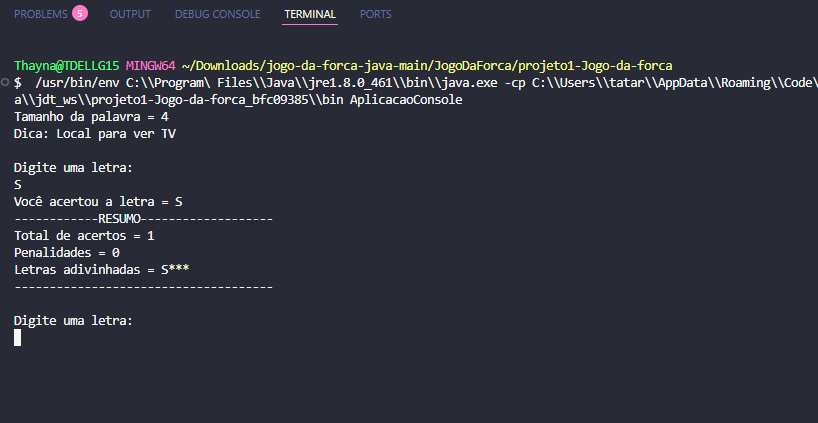 PROBLEMS 5 OUTPUT DEBUG CONSOLE TERMINAL PORTS
Thayna@TDELLG15 MINGW64 ~/Downloads/jogo-da-forca-java-main/JogoDaForca/projeto1-Jogo-da-forca
$ /usr/bin/env C:\\Program\ Files\\Java\\jre1.8.0_461\\bin\\java.exe -cp C:\\Users\\tatar\\AppData\\Roaming\\Code\
a\\jdt_ws\\projeto1-Jogo-da-forca_bfc09385\\bin AplicacaoConsole
Tamanho da palavra = 4
Dica: Local para ver TV
Digite uma letra:
S
Você acertou a letra = S
------------RESUMO-------------------
Total de acertos = 1
Penalidades = 0
Letras adivinhadas = S***
-------------------------------------
Digite uma letra: